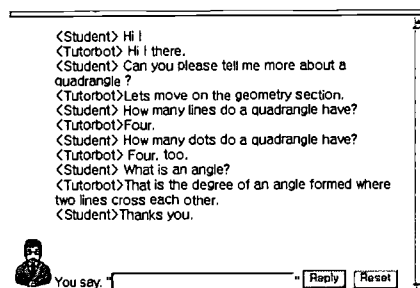 <Student> Hi !
<Tutorbot> Hi ! there.
<Student> Can you please tell me more about a
quadrangle ?
<Tutorbot>Lets move on the geometry section.
<Student> How many lines do a quadrangle have?
<Tutorbot>Four.
<Student> How many dots do a quadrangle have?
<Tutorbot> Four, too.
<Student> What is an angle?
<Tutorbot>That is the degree of an angle formed where
two lines cross each other.
<Student>Thanks you.
You say. "" Reply Reset